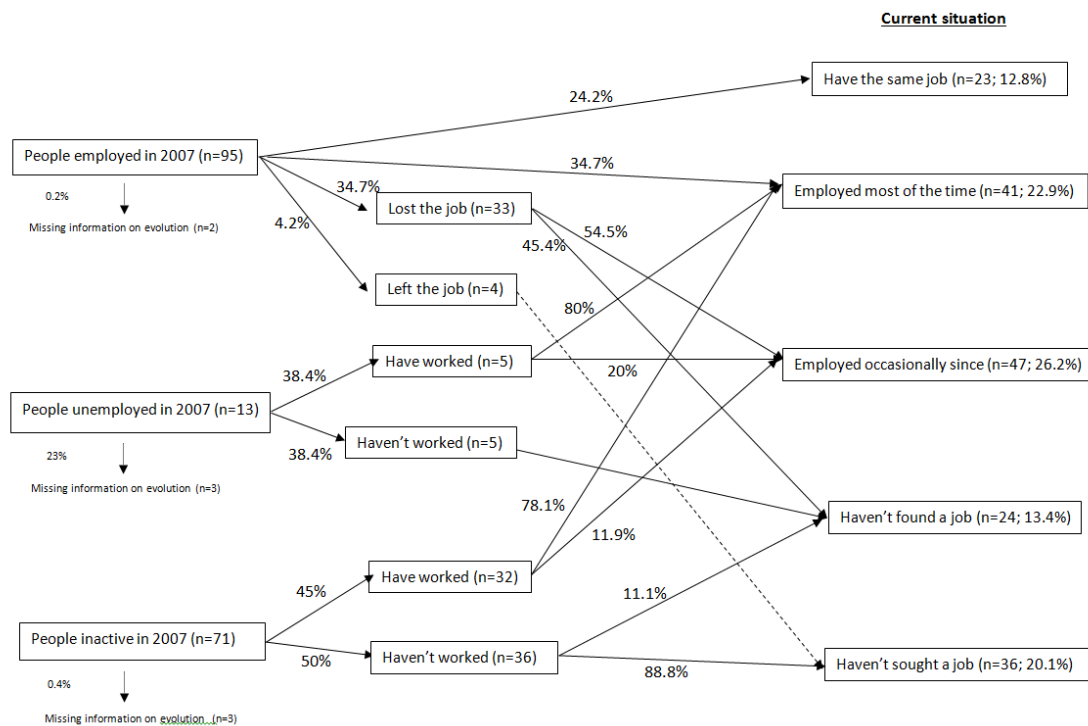 Current situation
Have the same job (n=23; 12.8%)
24.2%
People employed in 2007 (n=95)
34.7%
Employed most of the time (n=41; 22.9%)
0.2%
34.7%
Lost the job (n=33)
Missing information on evolution (n=2)
4.2%
54.5%
45.4%
Left the job (n=4)
80%
Have worked (n=5)
Employed occasionally since (n=47; 26.2%)
38.4%
20%
People unemployed in 2007 (n=13)
Haven't worked (n=5)
38.4%
23%
Missing information on evolution (n=3)
78.1%
Haven't found a job (n=24; 13.4%)
11.9%
Have worked (n=32)
45%
11.1%
People inactive in 2007 (n=71)
50%
Haven't worked (n=36)
88.8%
Haven't sought a job (n=36; 20.1%)
0.4%
Missing information on evolution (n=3)